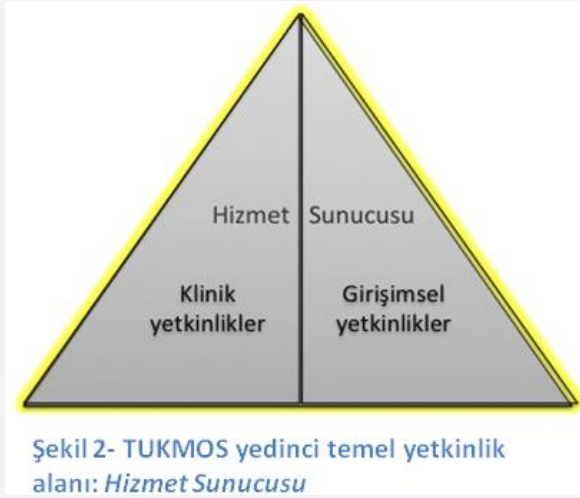 Hizmet Sunucusu
Klinik yetkinlikler
Girişimsel yetkinlikler
Şekil 2- TUKMOS yedinci temel yetkinlik
alanı: Hizmet Sunucusu